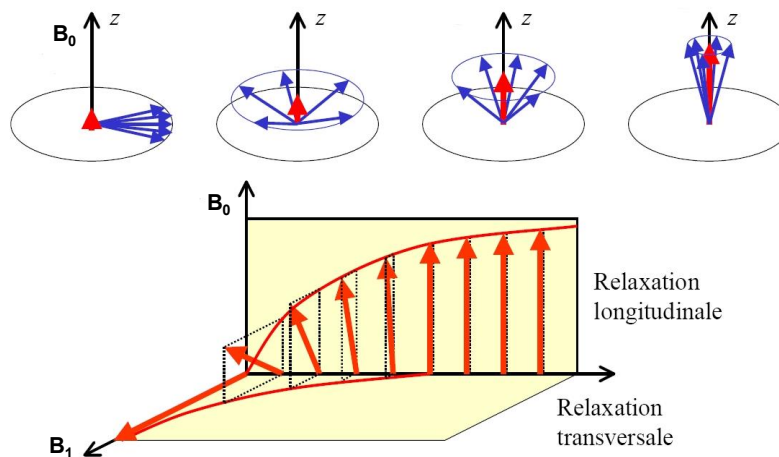 B0
z
z
z
z
B0
Relaxation
longitudinale
Relaxation
transversale
B1